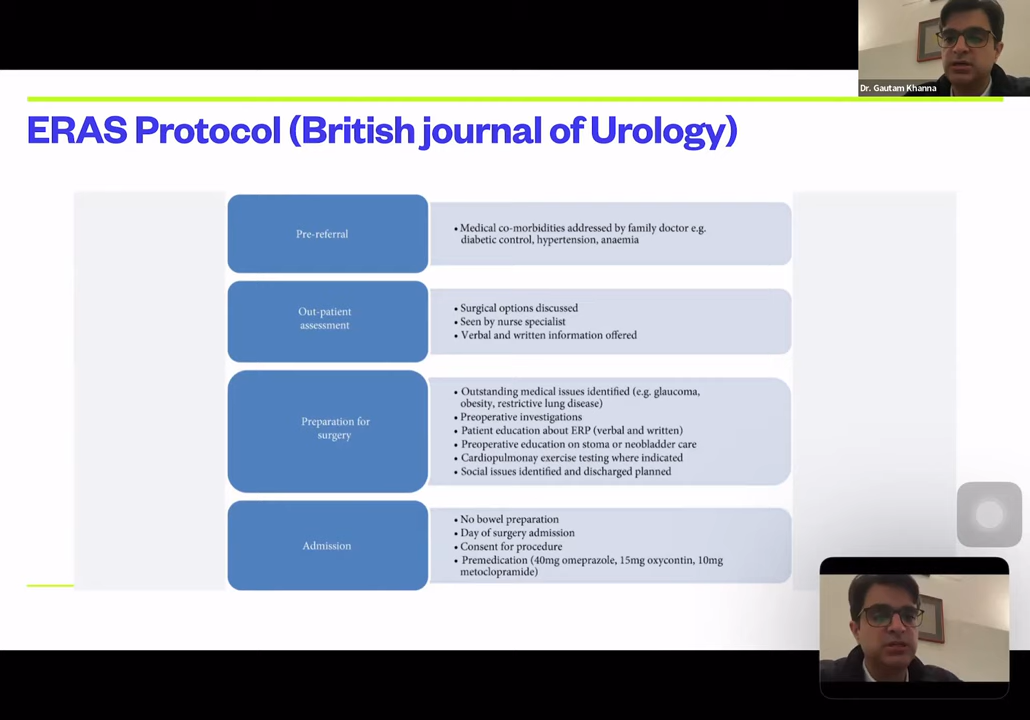 Dr. Gautam Khanna
ERAS Protocol (British journal of Urology)
Pre-referral
• Medical co-morbidities addressed by family doctor e.g.
diabetic control, hypertension, anaemia
Out-patient
assessment
• Surgical options discussed
• Seen by nurse specialist
• Verbal and written information offered
Preparation for
surgery
• Outstanding medical issues identified (e.g. glaucoma,
obesity, restrictive lung disease)
• Preoperative investigations
• Patient education about ERP (verbal and written)
• Preoperative education on stoma or neobladder care
• Cardiopulmonay exercise testing where indicated
• Social issues identified and discharged planned
Admission
• No bowel preparation
• Day of surgery admission
• Consent for procedure
• Premedication (40mg omeprazole, 15mg oxycontin, 10mg
metoclopramide)